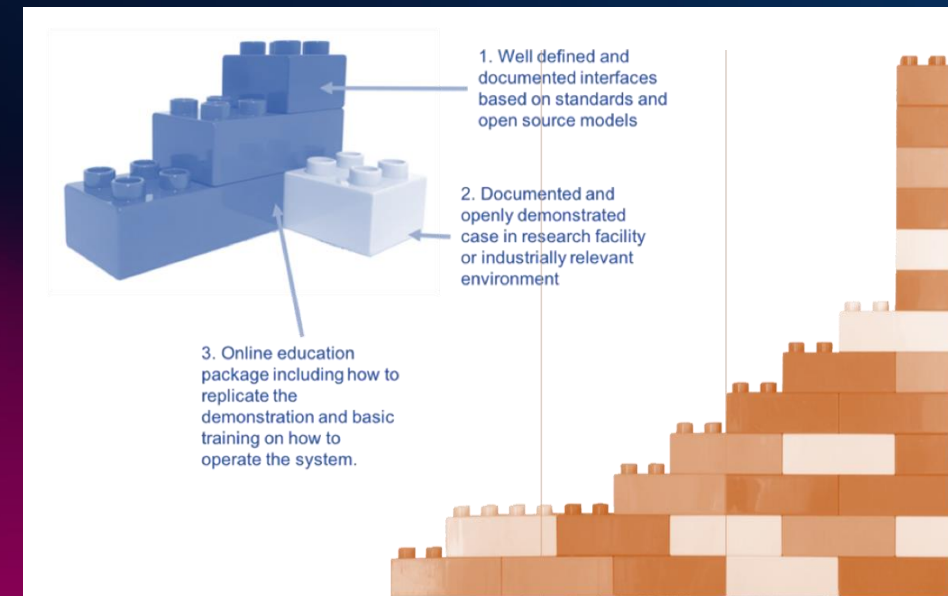 1. Well defined and
documented interfaces
based on standards and
open source models
2. Documented and
openly demonstrated
case in research facility
or industrially relevant
environment
3. Online education
package including how to
replicate the
demonstration and basic
training on how to
operate the system.